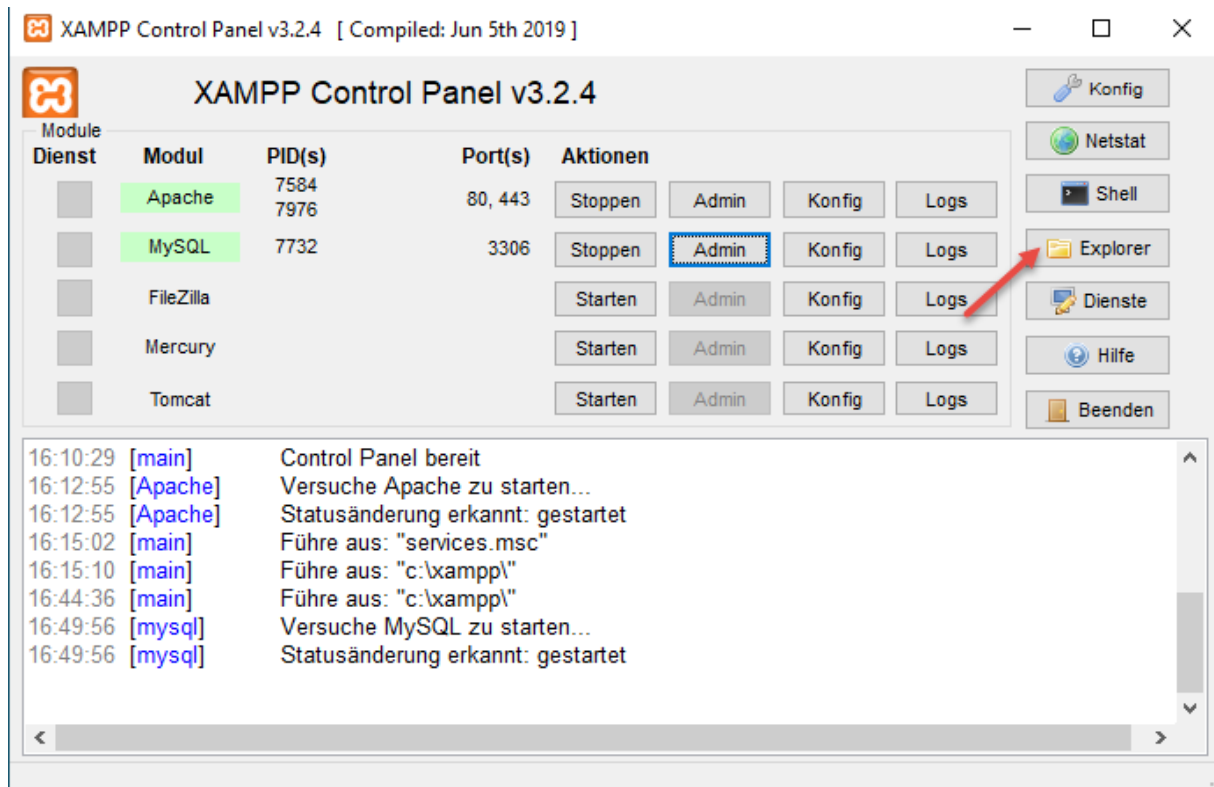 XAMPP Control Panel v3.2.4 [ Compiled: Jun 5th 2019 ]
XAMPP Control Panel v3.2.4
Konfig
Module
Netstat
Dienst Modul PID(s) Port(s) Aktionen
Apache 7584 7976 80, 443 Stoppen Admin Konfig Logs
Shell
MySQL 7732 3306 Stoppen Admin Konfig Logs
Explorer
FileZilla Starten Admin Konfig Logs
Dienste
Mercury Starten Admin Konfig Logs
Hilfe
Tomcat Starten Admin Konfig Logs
Beenden
16:10:29 [main] Control Panel bereit
16:12:55 [Apache] Versuche Apache zu starten...
16:12:55 [Apache] Statusänderung erkannt: gestartet
16:15:02 [main] Führe aus: "services.msc"
16:15:10 [main] Führe aus: "c:\xampp\"
16:44:36 [main] Führe aus: "c:\xampp\"
16:49:56 [mysql] Versuche MySQL zu starten...
16:49:56 [mysql] Statusänderung erkannt: gestartet